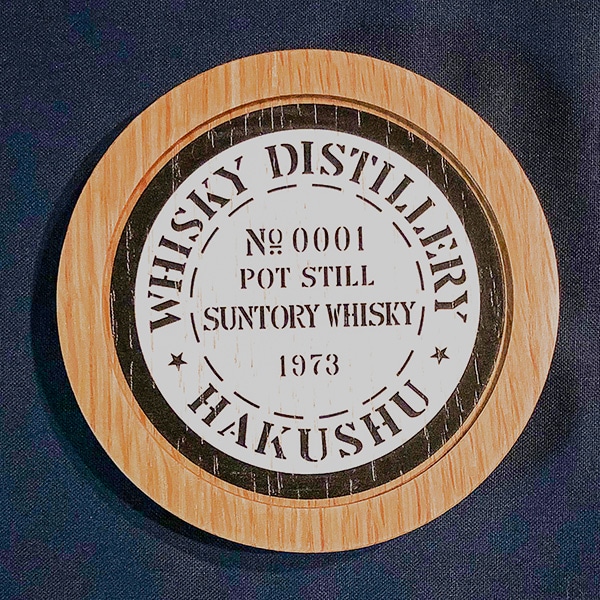 WHISKY DISTILLERY
Nº 0001
POT STILL
SUNTORY WHISKY
1973
★ HAKUSHU ★